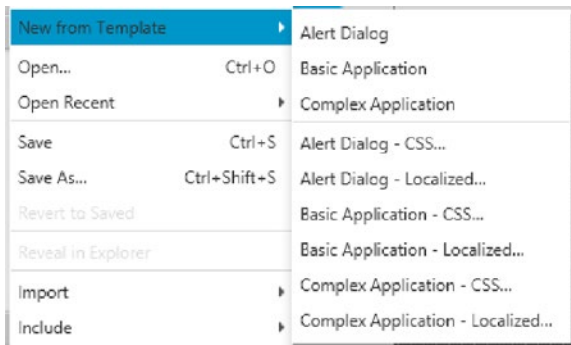 New from Template
Open... Ctrl+O
Open Recent
Save Ctrl+S
Save As... Ctrl+Shift+S
Revert to Saved
Reveal in Explorer
Import
Include
Alert Dialog
Basic Application
Complex Application
Alert Dialog - CSS...
Alert Dialog - Localized...
Basic Application - CSS...
Basic Application - Localized...
Complex Application - CSS...
Complex Application - Localized...